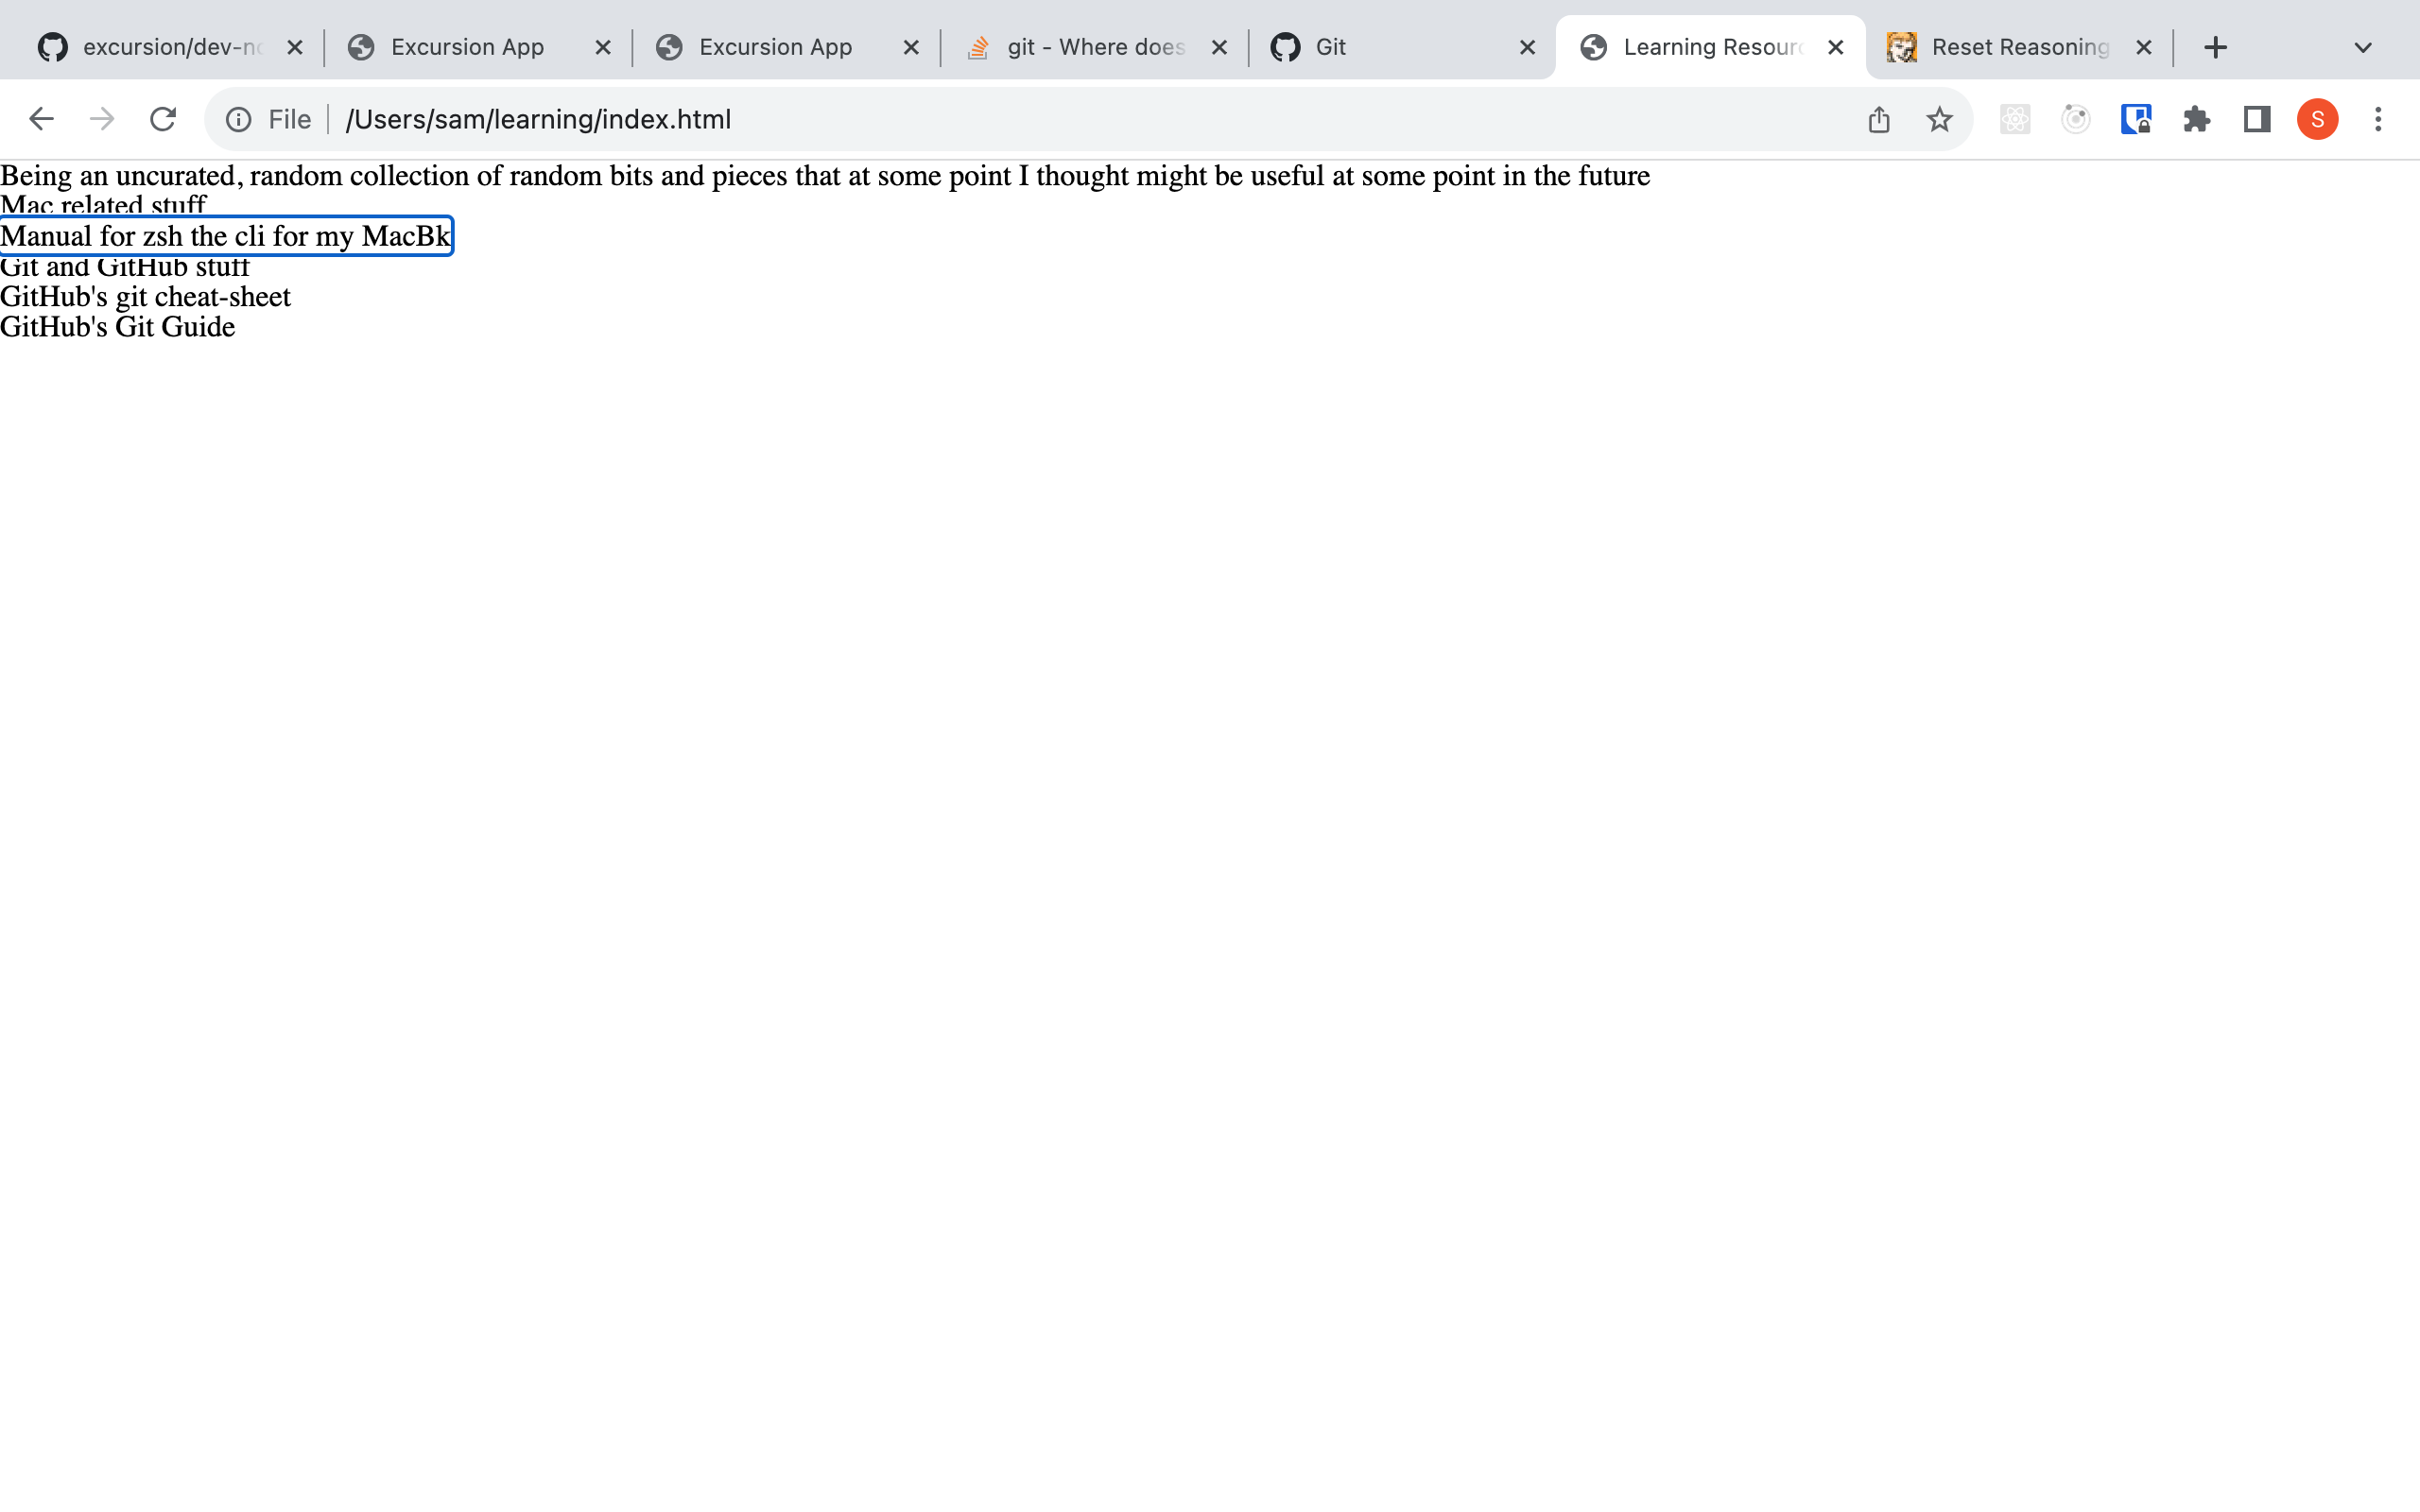 excursion/dev-no
Excursion App
Excursion App
git - Where does
Git
Learning Resour
Reset Reasoning
File
/Users/sam/learning/index.html
S
Being an uncurated, random collection of random bits and pieces that at some point I thought might be useful at some point in the future
Mac related stuff
Manual for zsh the cli for my MacBk
Git and GitHub stuff
GitHub's git cheat-sheet
GitHub's Git Guide